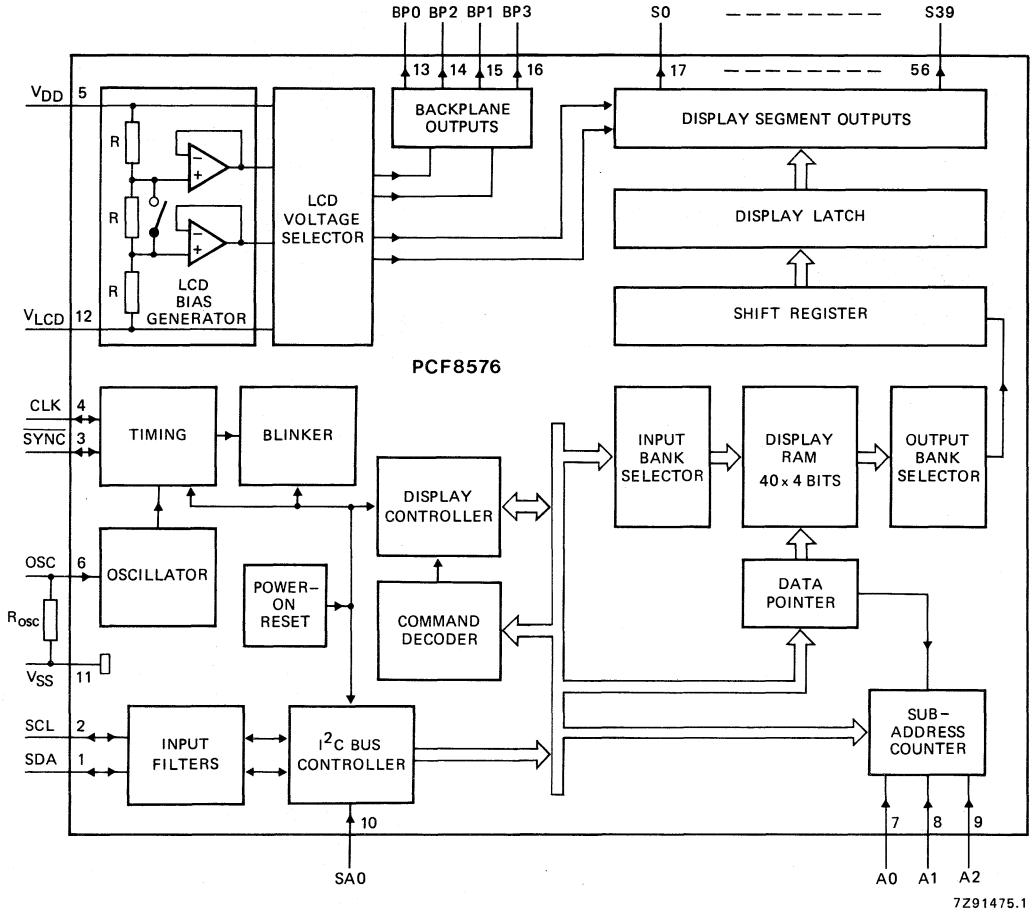 BP0 BP2 BP1 BP3 S0 S39
13 14 15 16 17 56
VDD 5
BACKPLANE
OUTPUTS
DISPLAY SEGMENT OUTPUTS
R
−
+
LCD
VOLTAGE
SELECTOR
R
−
+
DISPLAY LATCH
R
LCD
BIAS
GENERATOR
VLCD 12
SHIFT REGISTER
PCF8576
CLK 4
SYNC 3
TIMING
BLINKER
INPUT
BANK
SELECTOR
DISPLAY
RAM
40 x 4 BITS
OUTPUT
BANK
SELECTOR
DISPLAY
CONTROLLER
OSC 6
OSCILLATOR
ROSC
POWER−
ON
RESET
COMMAND
DECODER
DATA
POINTER
VSS 11
SCL 2
SDA 1
INPUT
FILTERS
I²C BUS
CONTROLLER
SUB−
ADDRESS
COUNTER
10 7 8 9
SA0 A0 A1 A2
7Z91475.1